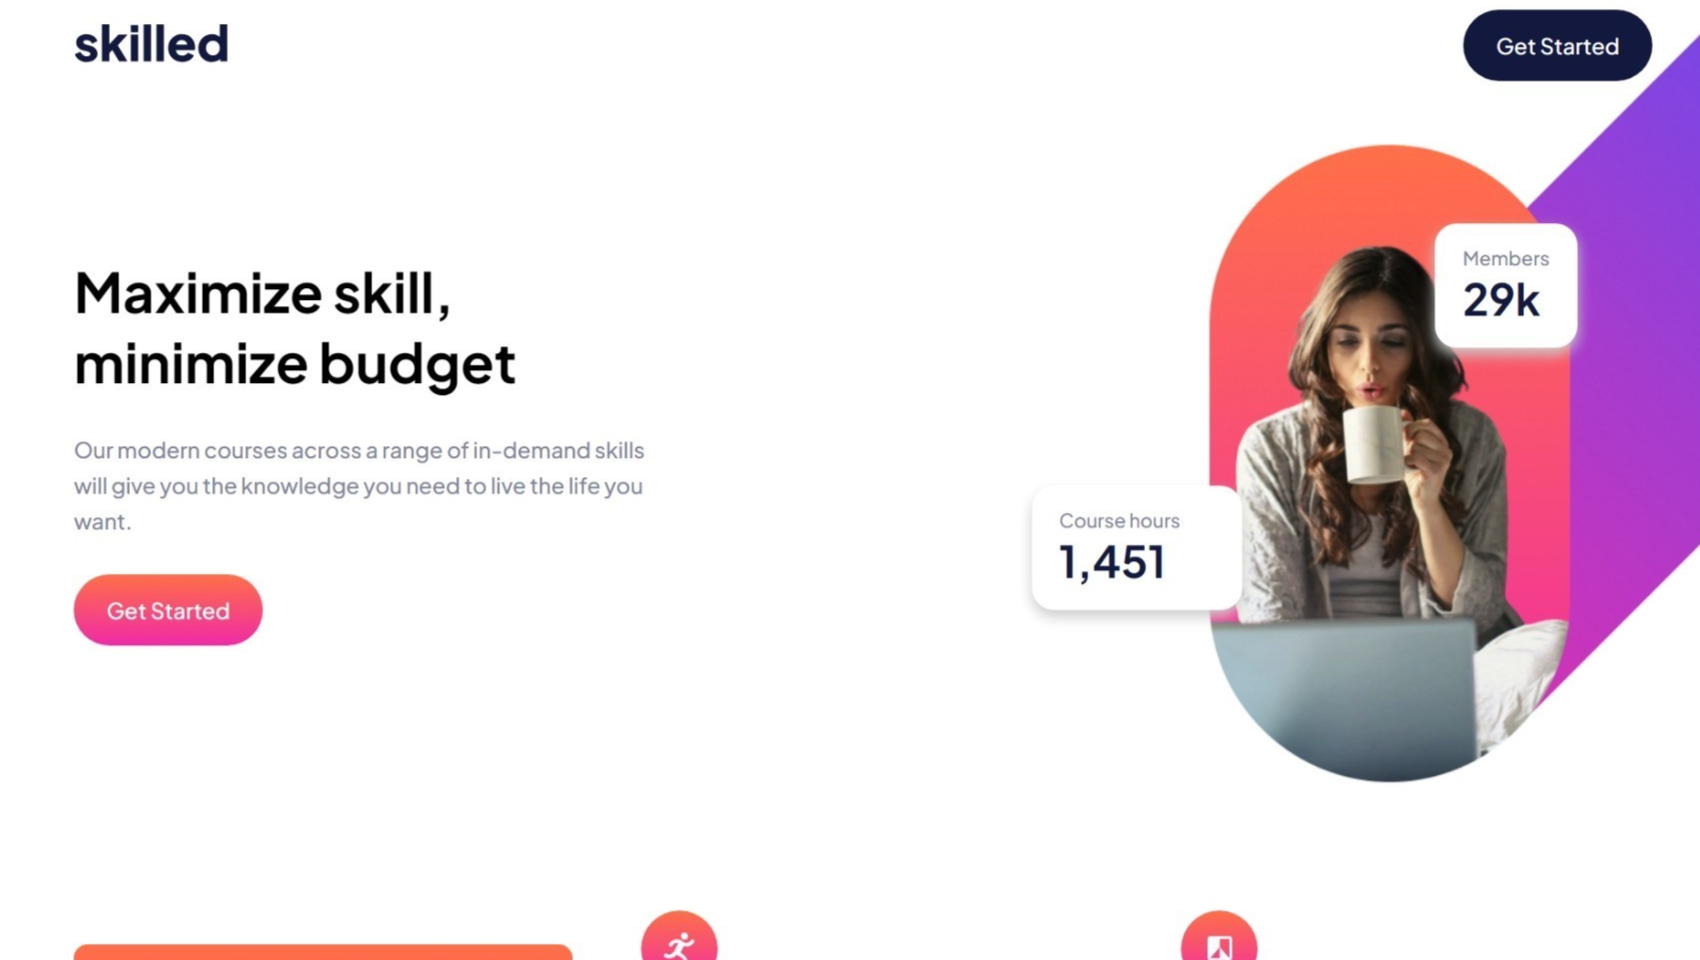 skilled
Get Started
Maximize skill,
minimize budget
Our modern courses across a range of in-demand skills
will give you the knowledge you need to live the life you
want.
Get Started
Members
29k
Course hours
1,451